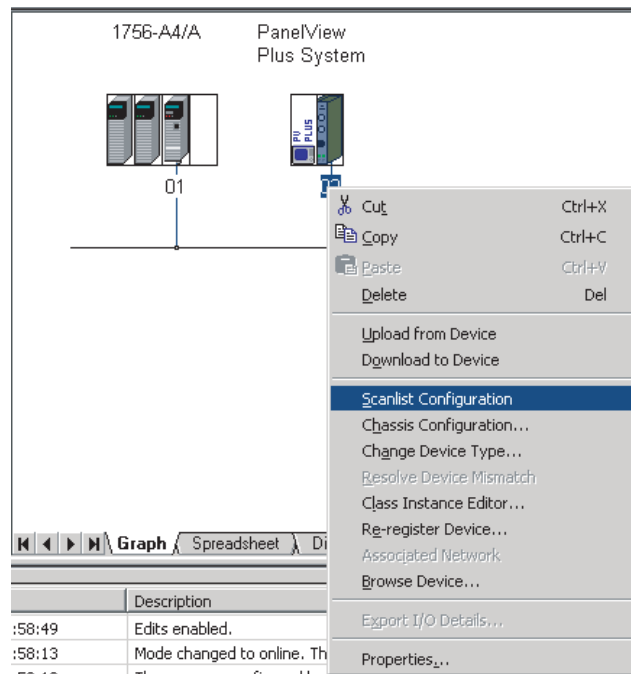 1756-A4/A
PanelView
Plus System
PV
PLUS
01
Cut Ctrl+X
Copy Ctrl+C
Paste Ctrl+V
Delete Del
Upload from Device
Download to Device
Scanlist Configuration
Chassis Configuration...
Change Device Type...
Resolve Device Mismatch
Class Instance Editor...
Re-register Device...
Associated Network
Browse Device...
Export I/O Details...
Properties...
Graph Spreadsheet Di
Description
:58:49 Edits enabled.
:58:13 Mode changed to online. Th